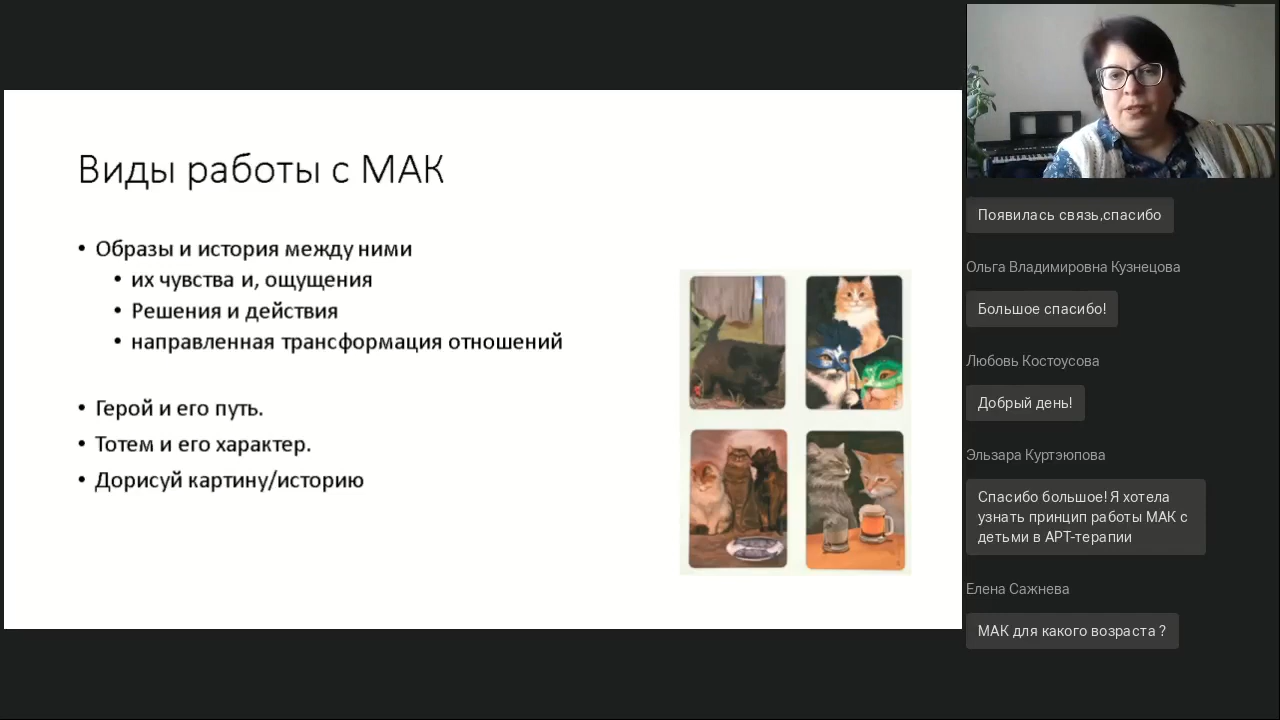 Виды работы с МАК
• Образы и история между ними
• их чувства и, ощущения
• Решения и действия
• направленная трансформация отношений
• Герой и его путь.
• Тотем и его характер.
• Дорисуй картину/историю
Появилась связь,спасибо
Ольга Владимировна Кузнецова
Большое спасибо!
Любовь Костоусова
Добрый день!
Эльзара Куртэюпова
Спасибо большое! Я хотела
узнать принцип работы МАК с
детьми в АРТ-терапии
Елена Сажнева
МАК для какого возраста ?